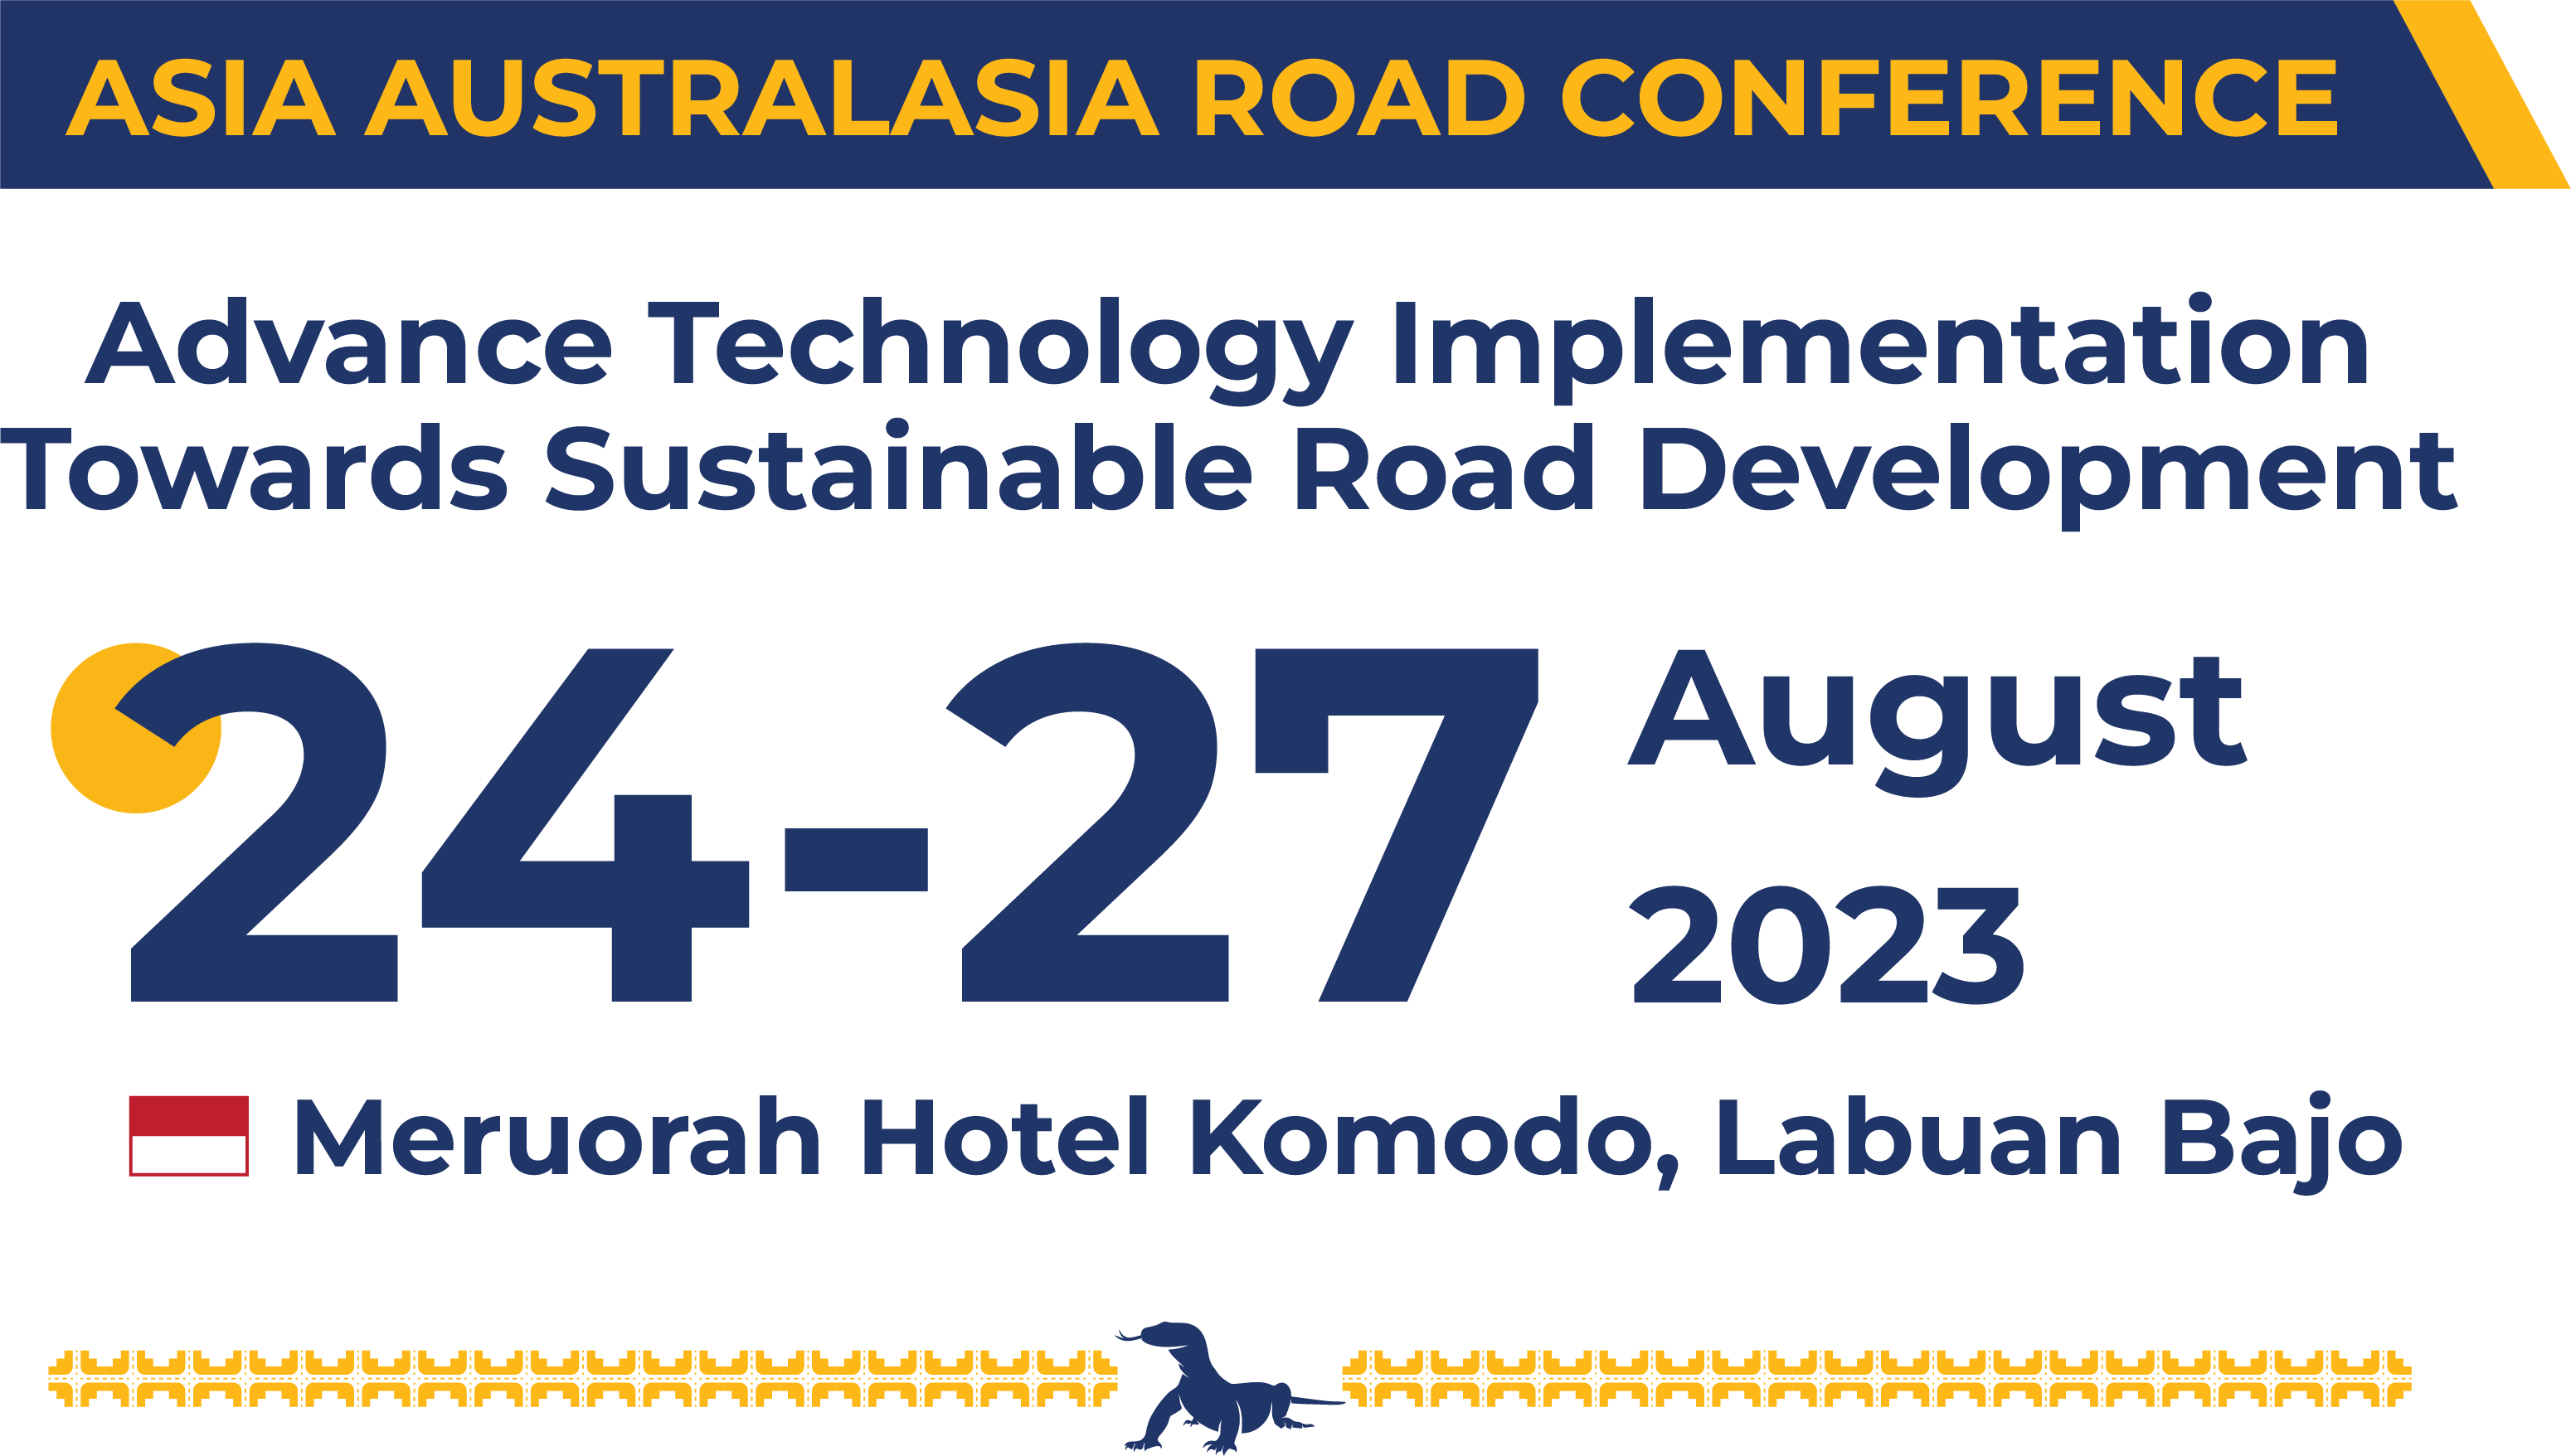 ASIA AUSTRALASIA ROAD CONFERENCE
Advance Technology Implementation
Towards Sustainable Road Development
24-27 August
2023
Meruorah Hotel Komodo, Labuan Bajo